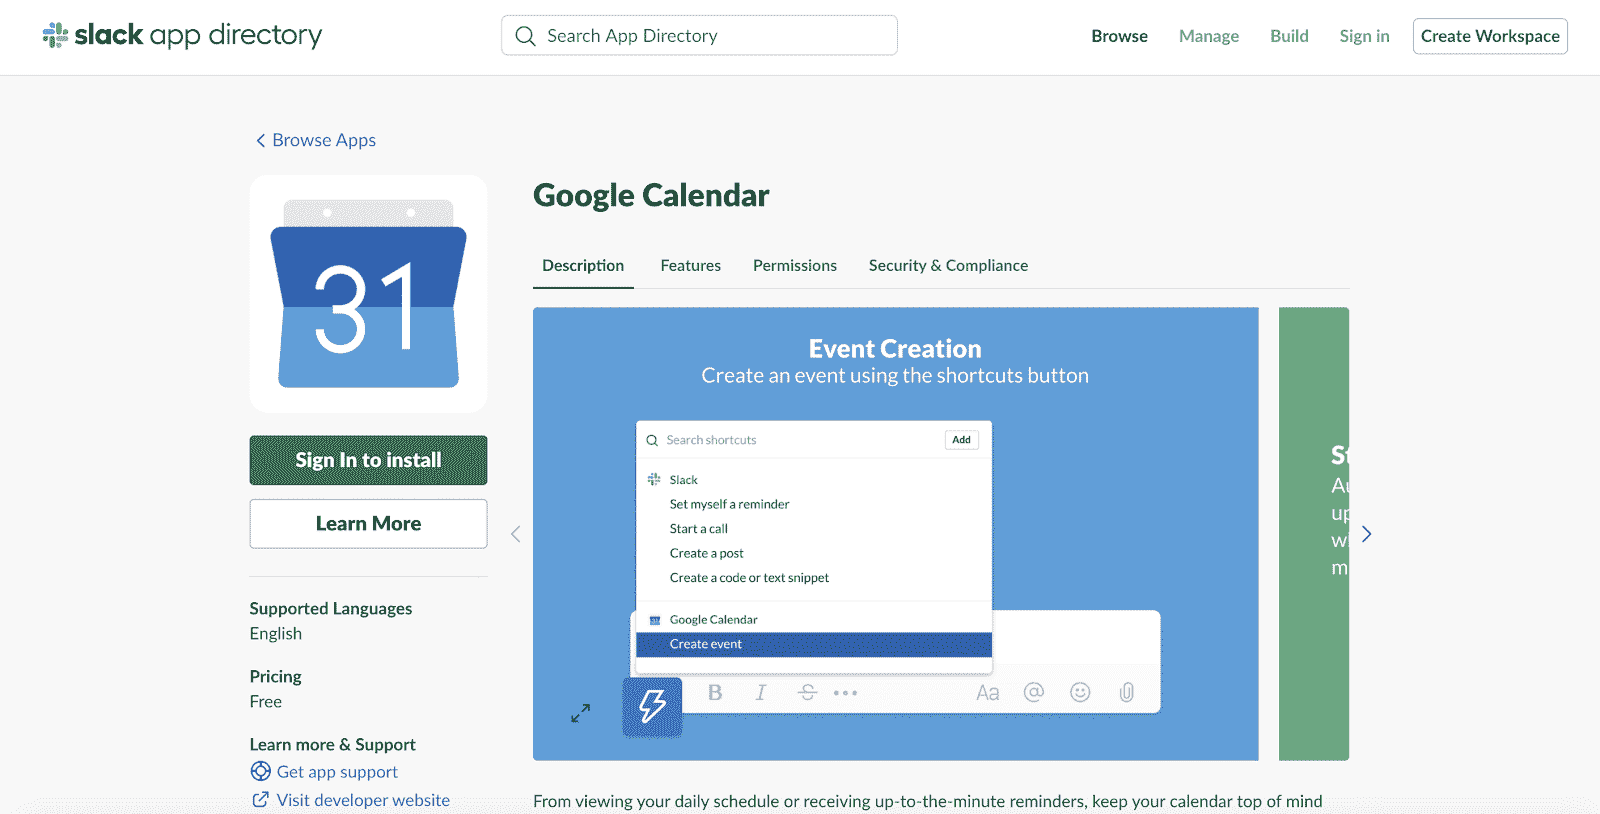 slack app directory
Search App Directory
Browse
Manage
Build
Sign in
Create Workspace
Browse Apps
31
Sign In to install
Learn More
Supported Languages
English
Pricing
Free
Learn more & Support
Get app support
Visit developer website
Google Calendar
Description
Features
Permissions
Security & Compliance
Event Creation
Create an event using the shortcuts button
Search shortcuts
Add
Slack
Set myself a reminder
Start a call
Create a post
Create a code or text snippet
Google Calendar
Create event
B
I
S
Aa
@
From viewing your daily schedule or receiving up-to-the-minute reminders, keep your calendar top of mind